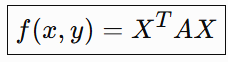 f(x, y) = X^T AX